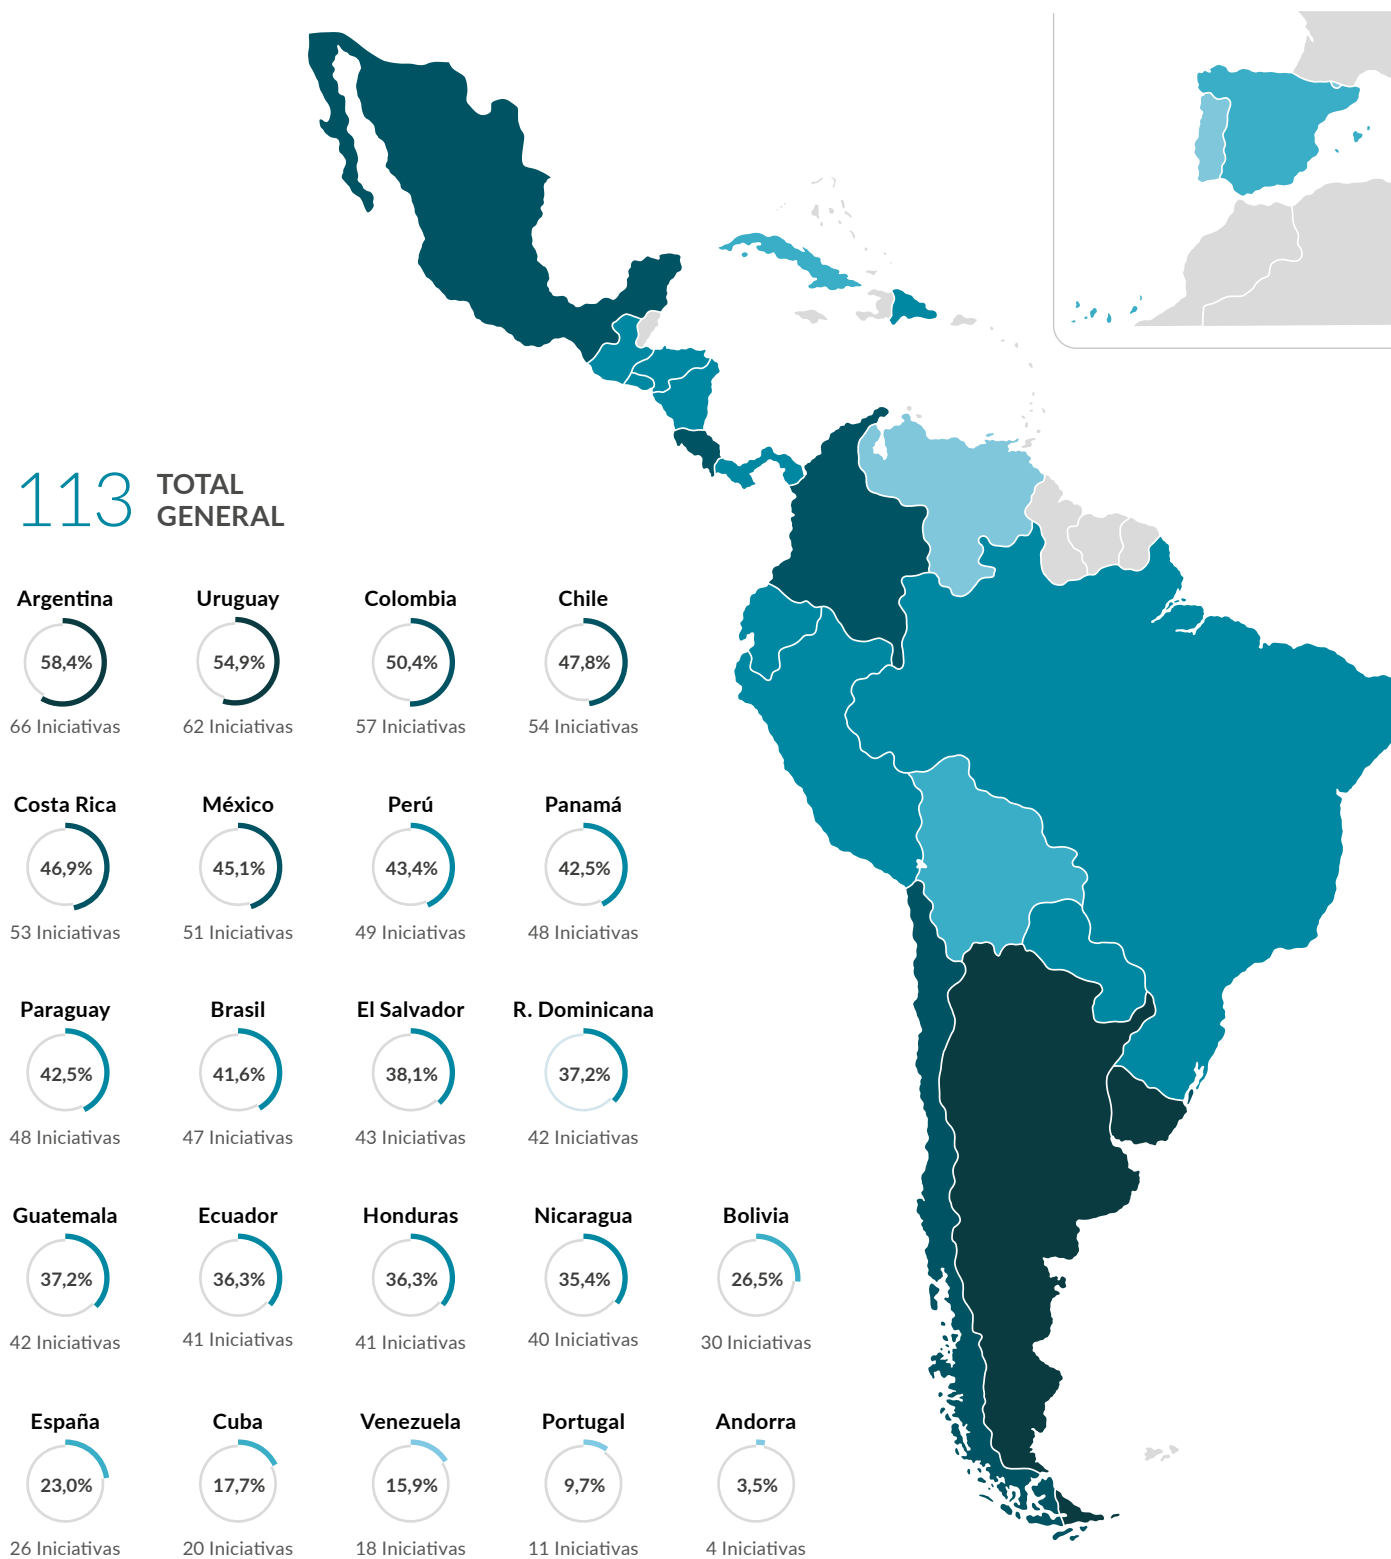 113 TOTAL
GENERAL
Argentina
58,4%
66 Iniciativas
Uruguay
54,9%
62 Iniciativas
Colombia
50,4%
57 Iniciativas
Chile
47,8%
54 Iniciativas
Costa Rica
46,9%
53 Iniciativas
México
45,1%
51 Iniciativas
Perú
43,4%
49 Iniciativas
Panamá
42,5%
48 Iniciativas
Paraguay
42,5%
48 Iniciativas
Brasil
41,6%
47 Iniciativas
El Salvador
38,1%
43 Iniciativas
R. Dominicana
37,2%
42 Iniciativas
Guatemala
37,2%
42 Iniciativas
Ecuador
36,3%
41 Iniciativas
Honduras
36,3%
41 Iniciativas
Nicaragua
35,4%
40 Iniciativas
Bolivia
26,5%
30 Iniciativas
España
23,0%
26 Iniciativas
Cuba
17,7%
20 Iniciativas
Venezuela
15,9%
18 Iniciativas
Portugal
9,7%
11 Iniciativas
Andorra
3,5%
4 Iniciativas